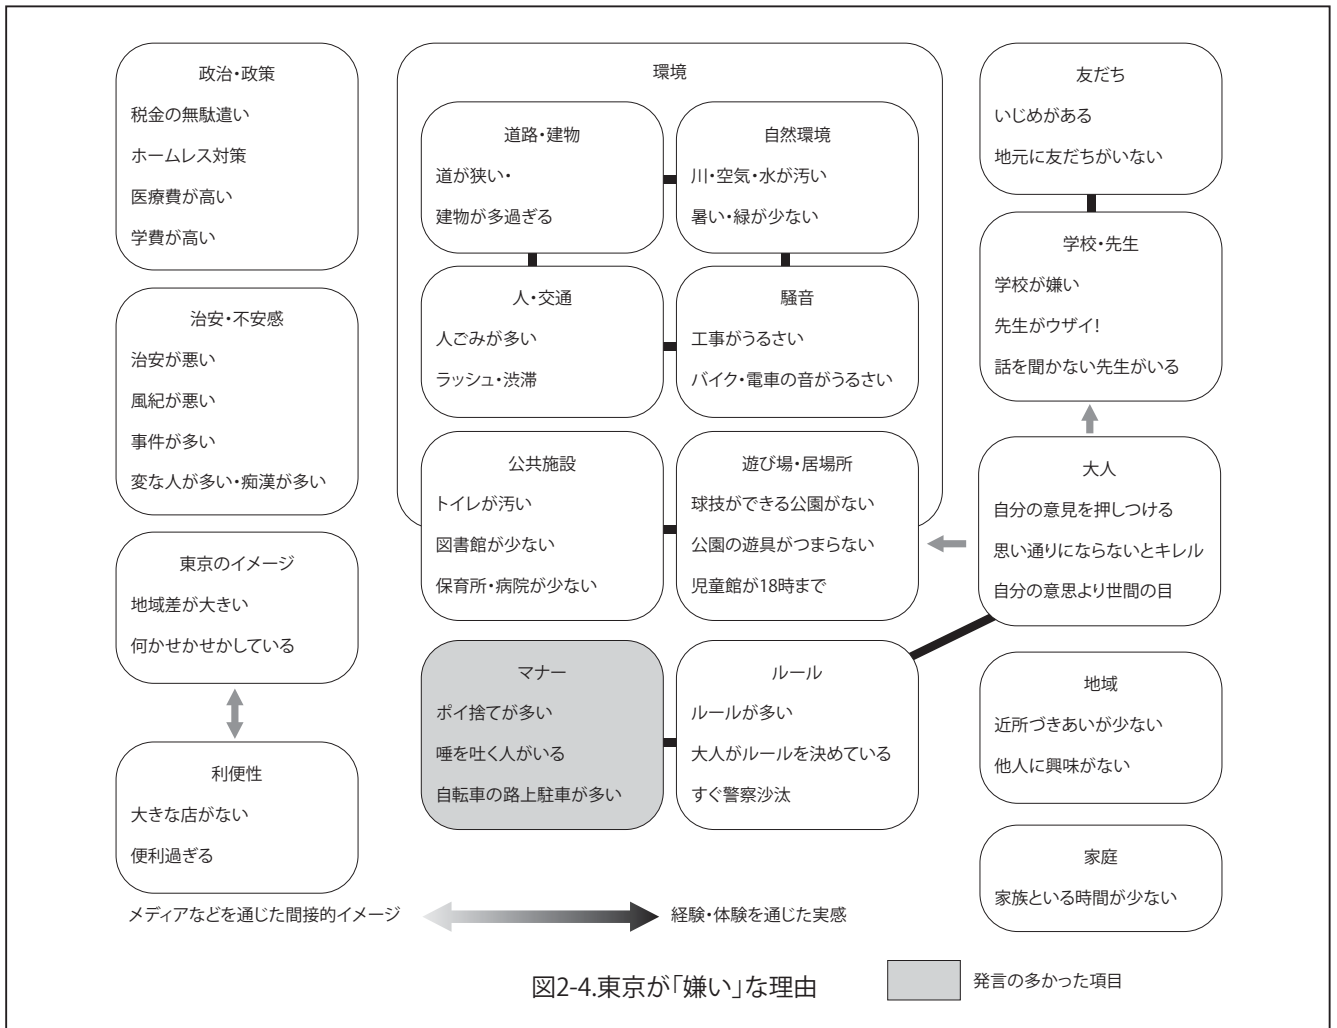 政治・政策
税金の無駄遣い
ホームレス対策
医療費が高い
学費が高い
治安・不安感
治安が悪い
風紀が悪い
事件が多い
変な人が多い・痴漢が多い
東京のイメージ
地域差が大きい
何かせかせかしている
利便性
大きな店がない
便利過ぎる
環境
道路・建物
道が狭い・
建物が多過ぎる
自然環境
川・空気・水が汚い
暑い・緑が少ない
人・交通
人ごみが多い
ラッシュ・渋滞
騒音
工事がうるさい
バイク・電車の音がうるさい
公共施設
トイレが汚い
図書館が少ない
保育所・病院が少ない
遊び場・居場所
球技ができる公園がない
公園の遊具がつまらない
児童館が18時まで
マナー
ポイ捨てが多い
唾を吐く人がいる
自転車の路上駐車が多い
ルール
ルールが多い
大人がルールを決めている
すぐ警察沙汰
友だち
いじめがある
地元に友だちがいない
学校・先生
学校が嫌い
先生がウザイ!
話を聞かない先生がいる
大人
自分の意見を押しつける
思い通りにならないとキレル
自分の意思より世間の目
地域
近所づきあいが少ない
他人に興味がない
家庭
家族といる時間が少ない
メディアなどを通じた間接的イメージ
経験・体験を通じた実感
図2-4.東京が「嫌い」な理由
発言の多かった項目